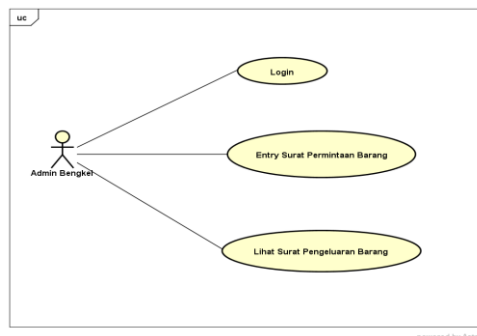 uc
Login
Entry Surat Permintaan Barang
Admin Bengkel
Lihat Surat Pengeluaran Barang